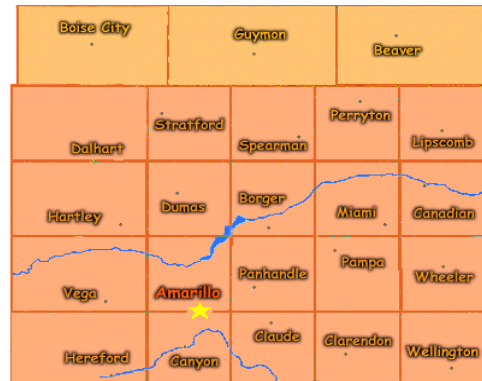 Boise City
Guymon
Beaver
Perryton
Stratford
Spearman
Lipscomb
Dalhart
Dumas
Borger
Hartley
Miami
Canadian
Pampa
Panhandle
Wheeler
Vega
Amarillo
Claude
Clarendon
Hereford
Canyon
Wellington